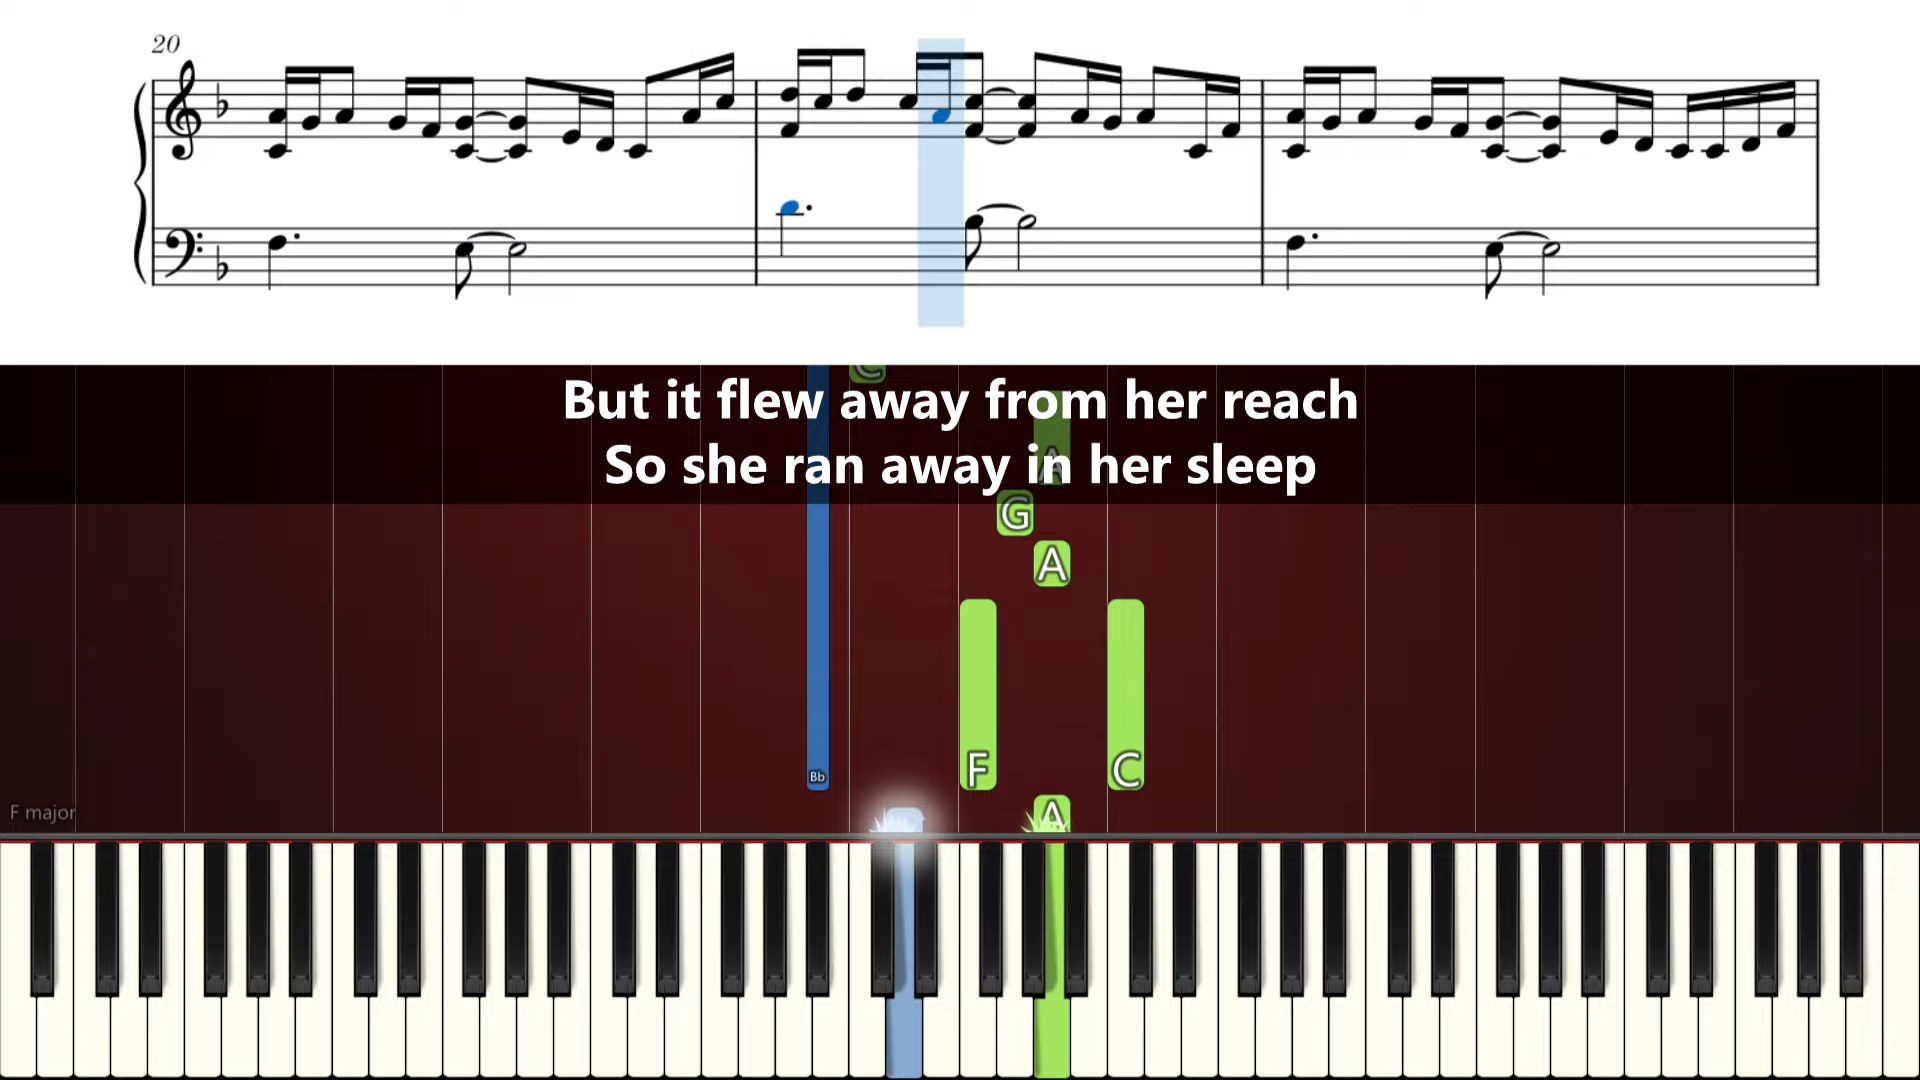 20
C
But it flew away from her reach
A
So she ran away in her sleep
G
A
F
C
Bb
A
F major